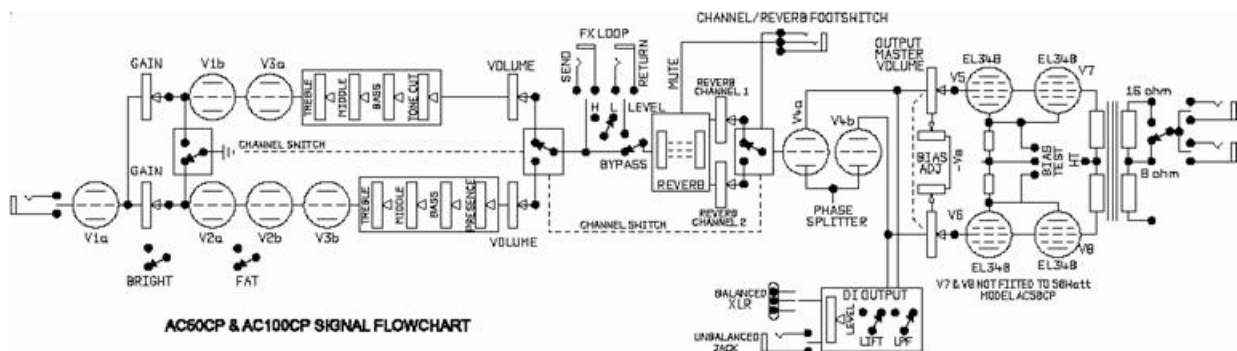 CHANNEL/REVERB FOOTSWITCH
FX LOOP
SEND
RETURN
MUTE
OUTPUT
MASTER
VOLUME
GAIN
V1b
V3a
TREBLE
MIDDLE
BASS
TONE CUT
VOLUME
H
L
LEVEL
BYPASS
REVERB
CHANNEL 1
V4a
V4b
V5
EL34B
EL34B
V7
16 ohm
CHANNEL SWITCH
GAIN
REVERB
BIAS
ADJ
-Va
BIAS
TEST
HT
8 ohm
V1a
V2a
V2b
V3b
TREBLE
MIDDLE
BASS
PRESENCE
VOLUME
REVERB
CHANNEL 2
PHASE
SPLITTER
CHANNEL SWITCH
V6
EL34B
EL34B
V8
BRIGHT
FAT
V7 & V8 NOT FITTED TO 50Watt
MODEL AC50CP
BALANCED
XLR
DI OUTPUT
LEVEL
LIFT
LPF
UNBALANCED
JACK
AC50CP & AC100CP SIGNAL FLOWCHART